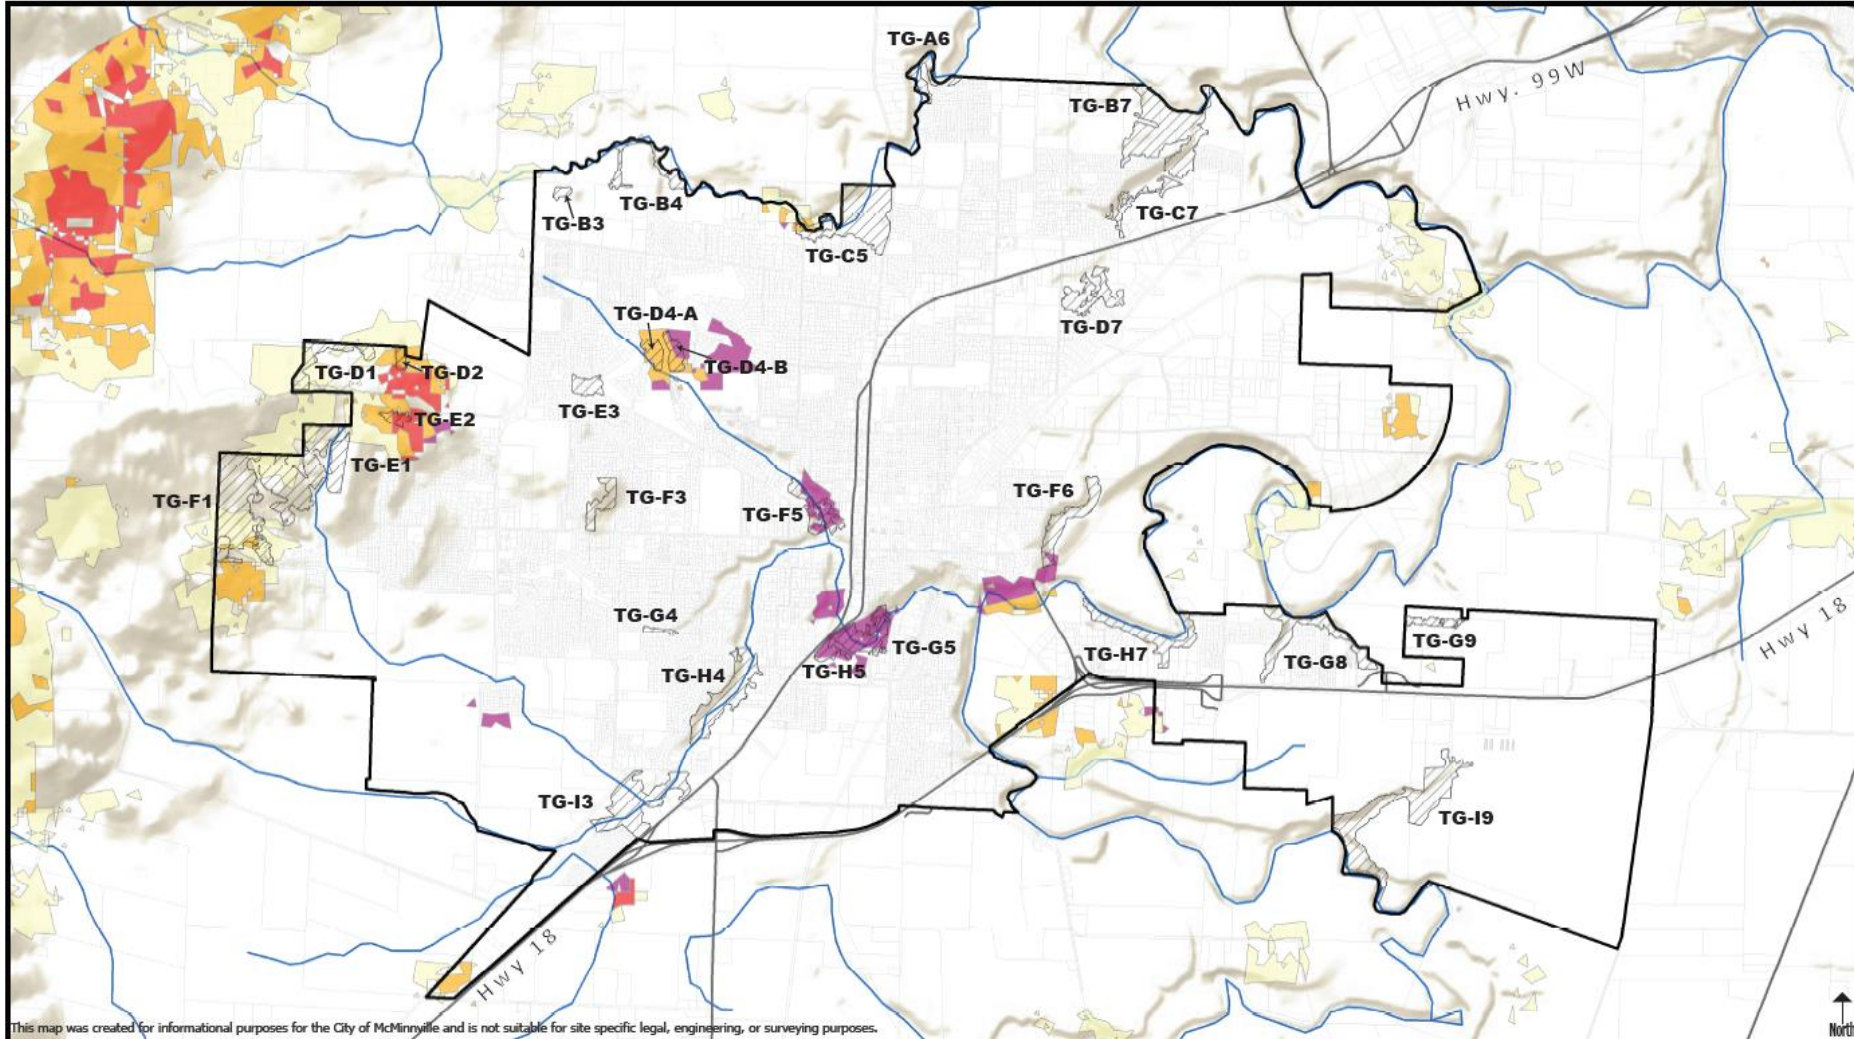 TG-A6
Hwy. 99W
TG-B7
TG-B3
TG-B4
TG-C7
TG-C5
TG-D4-A
TG-D7
TG-D1
TG-D2
TG-D4-B
TG-E3
TG-E2
TG-E1
TG-F1
TG-F3
TG-F5
TG-F6
TG-G4
TG-G5
TG-H4
TG-H5
TG-H7
TG-G8
TG-G9
Hwy 18
TG-I3
TG-I9
Hwy 18
This map was created for informational purposes for the City of McMinnville and is not suitable for site specific legal, engineering, or surveying purposes.
North